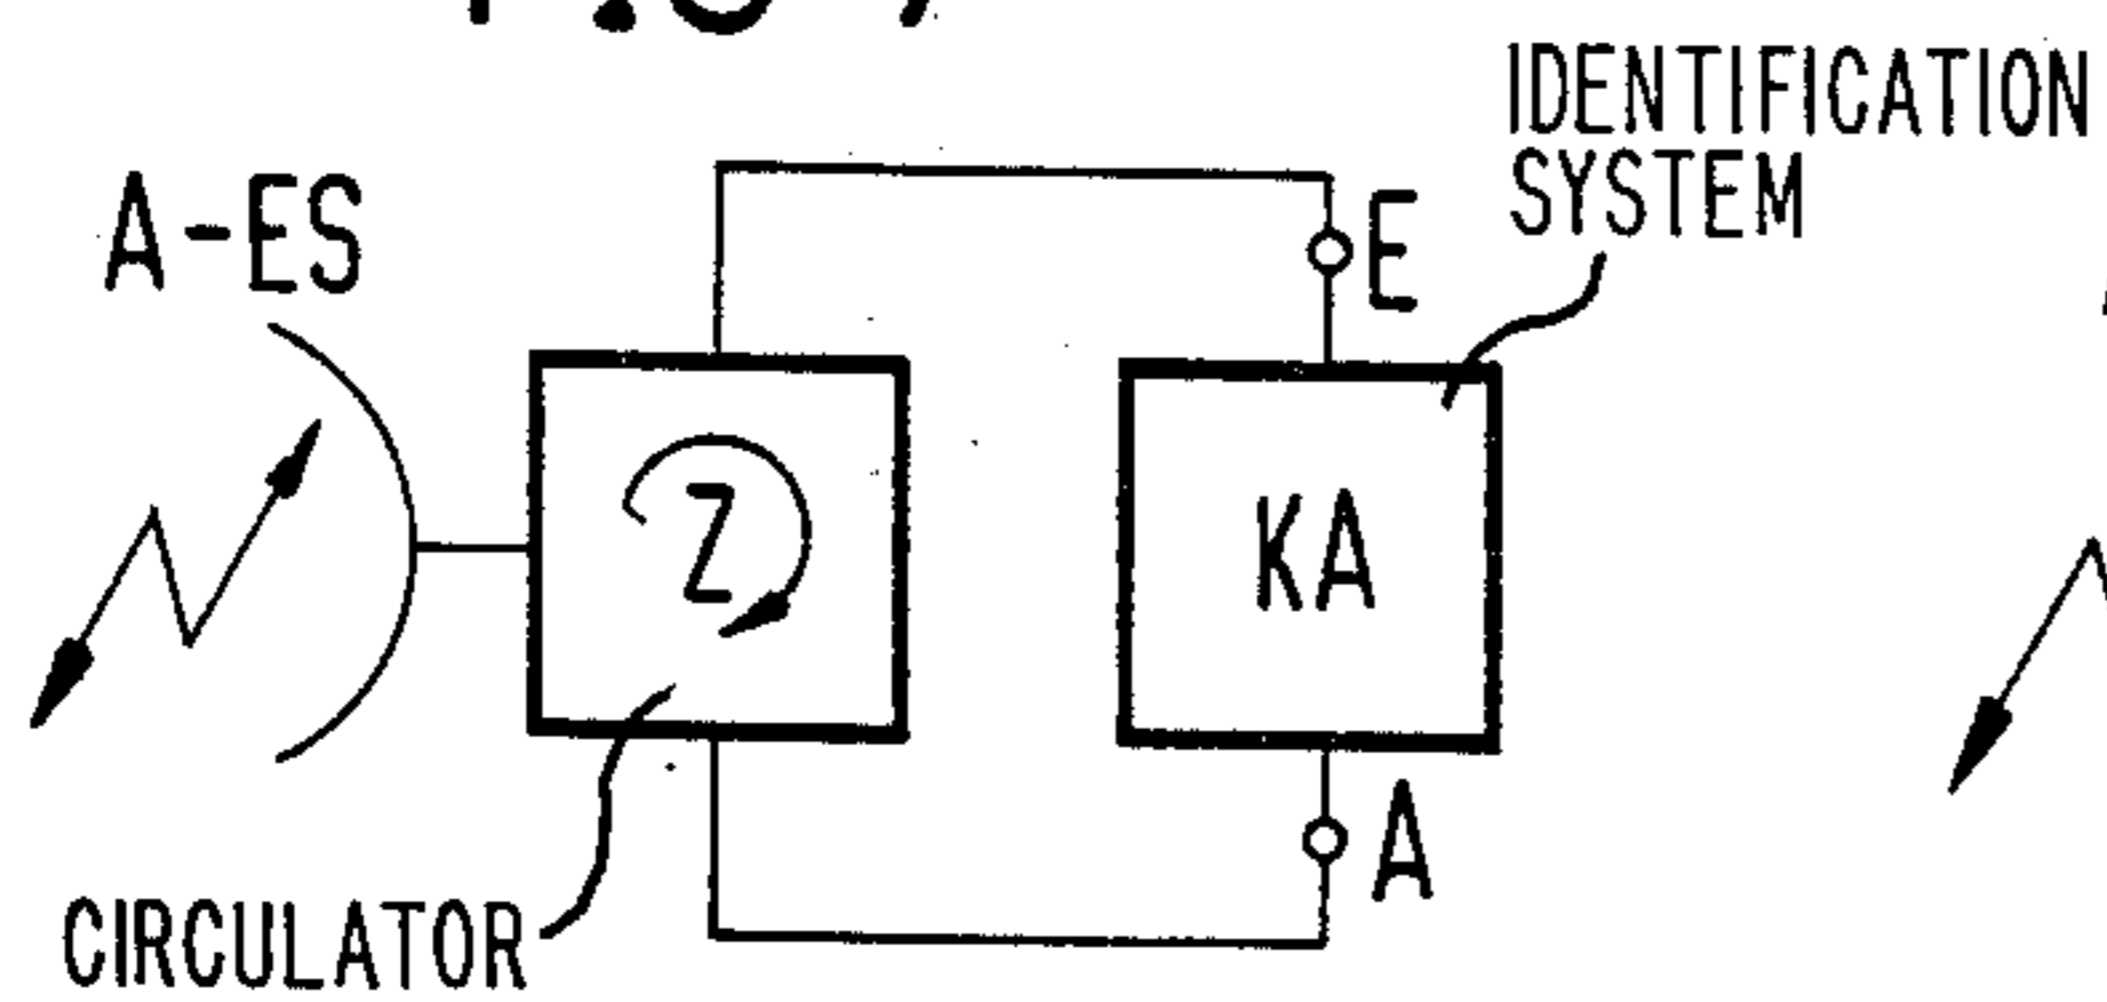 IDENTIFICATION
SYSTEM
A-ES
E
Z
KA
A
CIRCULATOR